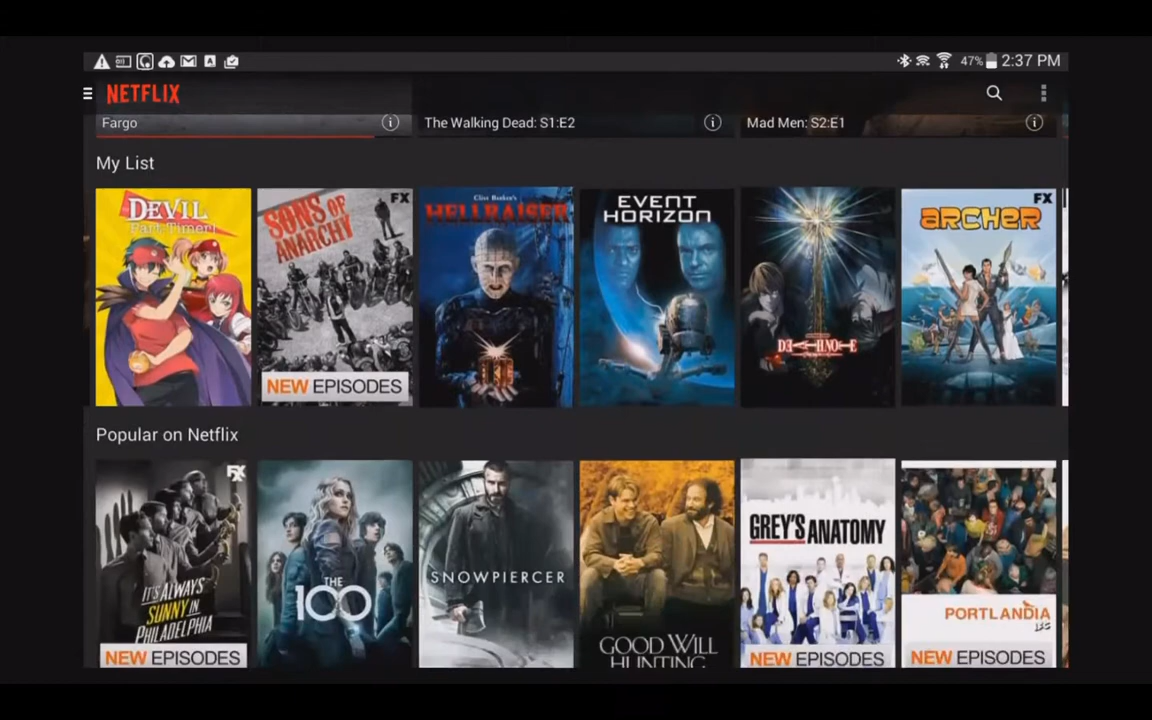 47% 2:37 PM
NETFLIX
Fargo
The Walking Dead: S1:E2
Mad Men: S2:E1
My List
THE DEVIL
IS A
Part-Timer!
FX
SONS OF
ANARCHY
NEW EPISODES
Clive Barker's
HELLRAISER
EVENT
HORIZON
DEATH NOTE
FX
ARCHER
Popular on Netflix
FXX
IT'S ALWAYS
SUNNY IN
PHILADELPHIA
NEW EPISODES
THE
100
SNOWPIERCER
GOOD WILL
HUNTING
GREY'S ANATOMY
NEW EPISODES
PORTLANDIA
NEW EPISODES